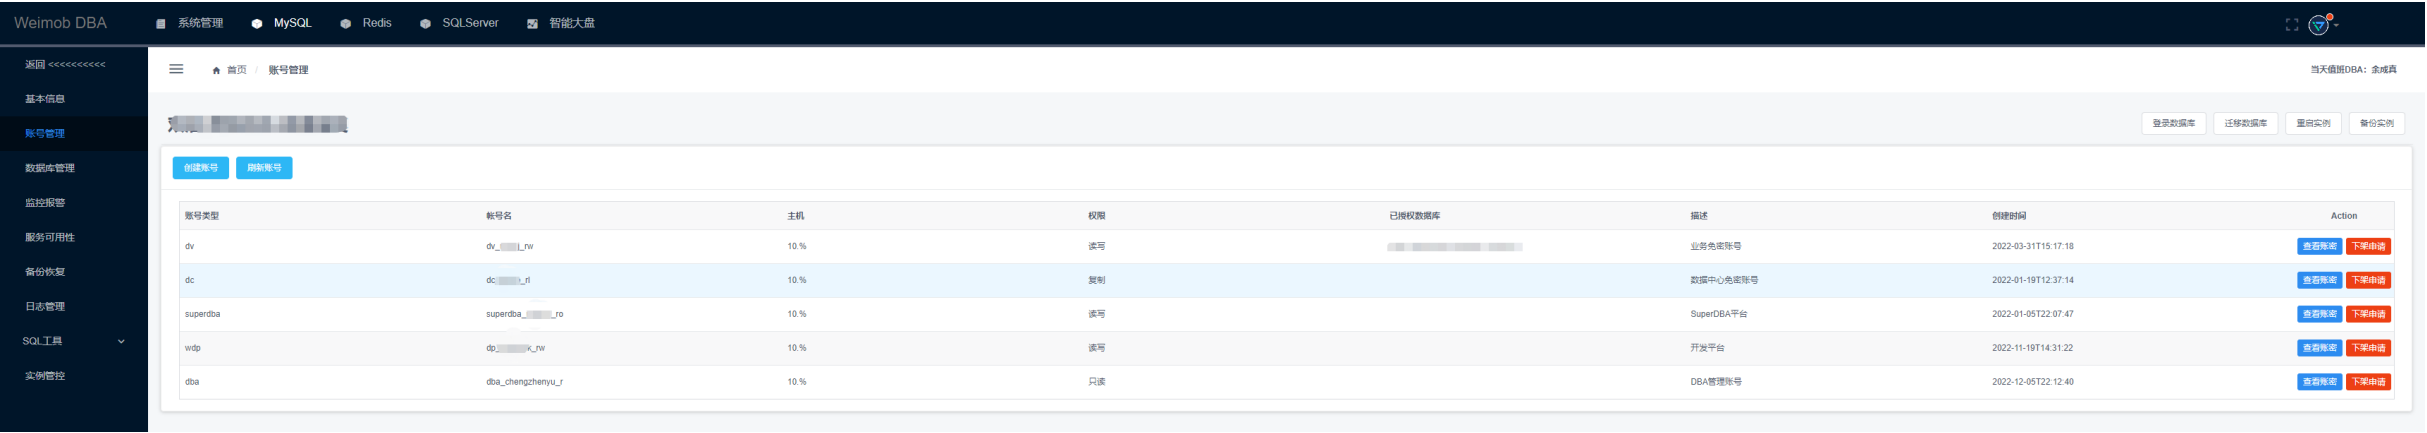 Weimob DBA 系统管理 MySQL Redis SQLServer 智能大盘
返回 <<<<<<<<<<
首页 / 账号管理
当天值班DBA：余成真
基本信息
账号管理
数据库管理
监控报警
服务可用性
备份恢复
日志管理
SQL工具
实例管控
登录数据库 迁移数据库 重启实例 备份实例
创建账号 刷新账号
账号类型 帐号名 主机 权限 已授权数据库 描述 创建时间 Action
dv dv_ j_rw 10.% 读写 业务免密账号 2022-03-31T15:17:18 查看账密 下架申请
dc dc _rl 10.% 复制 数据中心免密账号 2022-01-19T12:37:14 查看账密 下架申请
superdba superdba_ _ro 10.% 读写 SuperDBA平台 2022-01-05T22:07:47 查看账密 下架申请
wdp dp_ k_rw 10.% 读写 开发平台 2022-11-19T14:31:22 查看账密 下架申请
dba dba_chengzhenyu_r 10.% 只读 DBA管理账号 2022-12-05T22:12:40 查看账密 下架申请